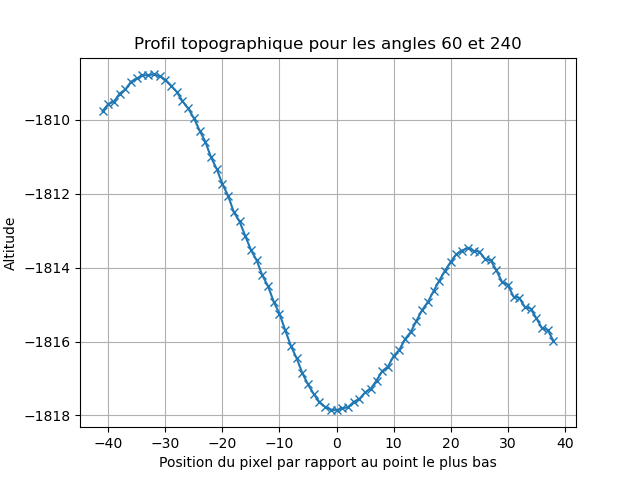 Profil topographique pour les angles 60 et 240
Altitude
−1810
−1812
−1814
−1816
−1818
−40 −30 −20 −10 0 10 20 30 40
Position du pixel par rapport au point le plus bas